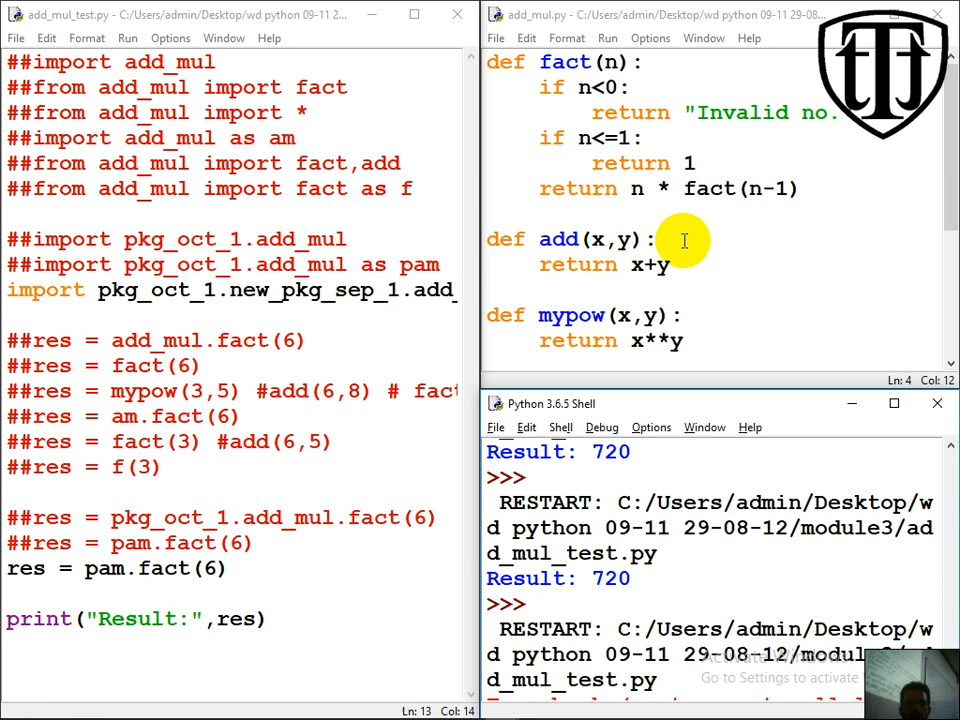 add_mul_test.py - C:/Users/admin/Desktop/wd python 09-11 2...
File Edit Format Run Options Window Help
##import add_mul
##from add_mul import fact
##from add_mul import *
##import add_mul as am
##from add_mul import fact,add
##from add_mul import fact as f
##import pkg_oct_1.add_mul
##import pkg_oct_1.add_mul as pam
import pkg_oct_1.new_pkg_sep_1.add_
##res = add_mul.fact(6)
##res = fact(6)
##res = mypow(3,5) #add(6,8) # fact
##res = am.fact(6)
##res = fact(3) #add(6,5)
##res = f(3)
##res = pkg_oct_1.add_mul.fact(6)
##res = pam.fact(6)
res = pam.fact(6)
print("Result:",res)
Ln: 13 Col: 14
add_mul.py - C:/Users/admin/Desktop/wd python 09-11 29-08...
File Edit Format Run Options Window Help
def fact(n):
if n<0:
return "Invalid no.
if n<=1:
return 1
return n * fact(n-1)
def add(x,y):
return x+y
def mypow(x,y):
return x**y
Ln: 4 Col: 12
Python 3.6.5 Shell
File Edit Shell Debug Options Window Help
Result: 720
>>>
RESTART: C:/Users/admin/Desktop/w
d python 09-11 29-08-12/module3/ad
d_mul_test.py
Result: 720
>>>
RESTART: C:/Users/admin/Desktop/w
d python 09-11 29-08-12/modul
d_mul_test.py
Activate Windows
Go to Settings to activate